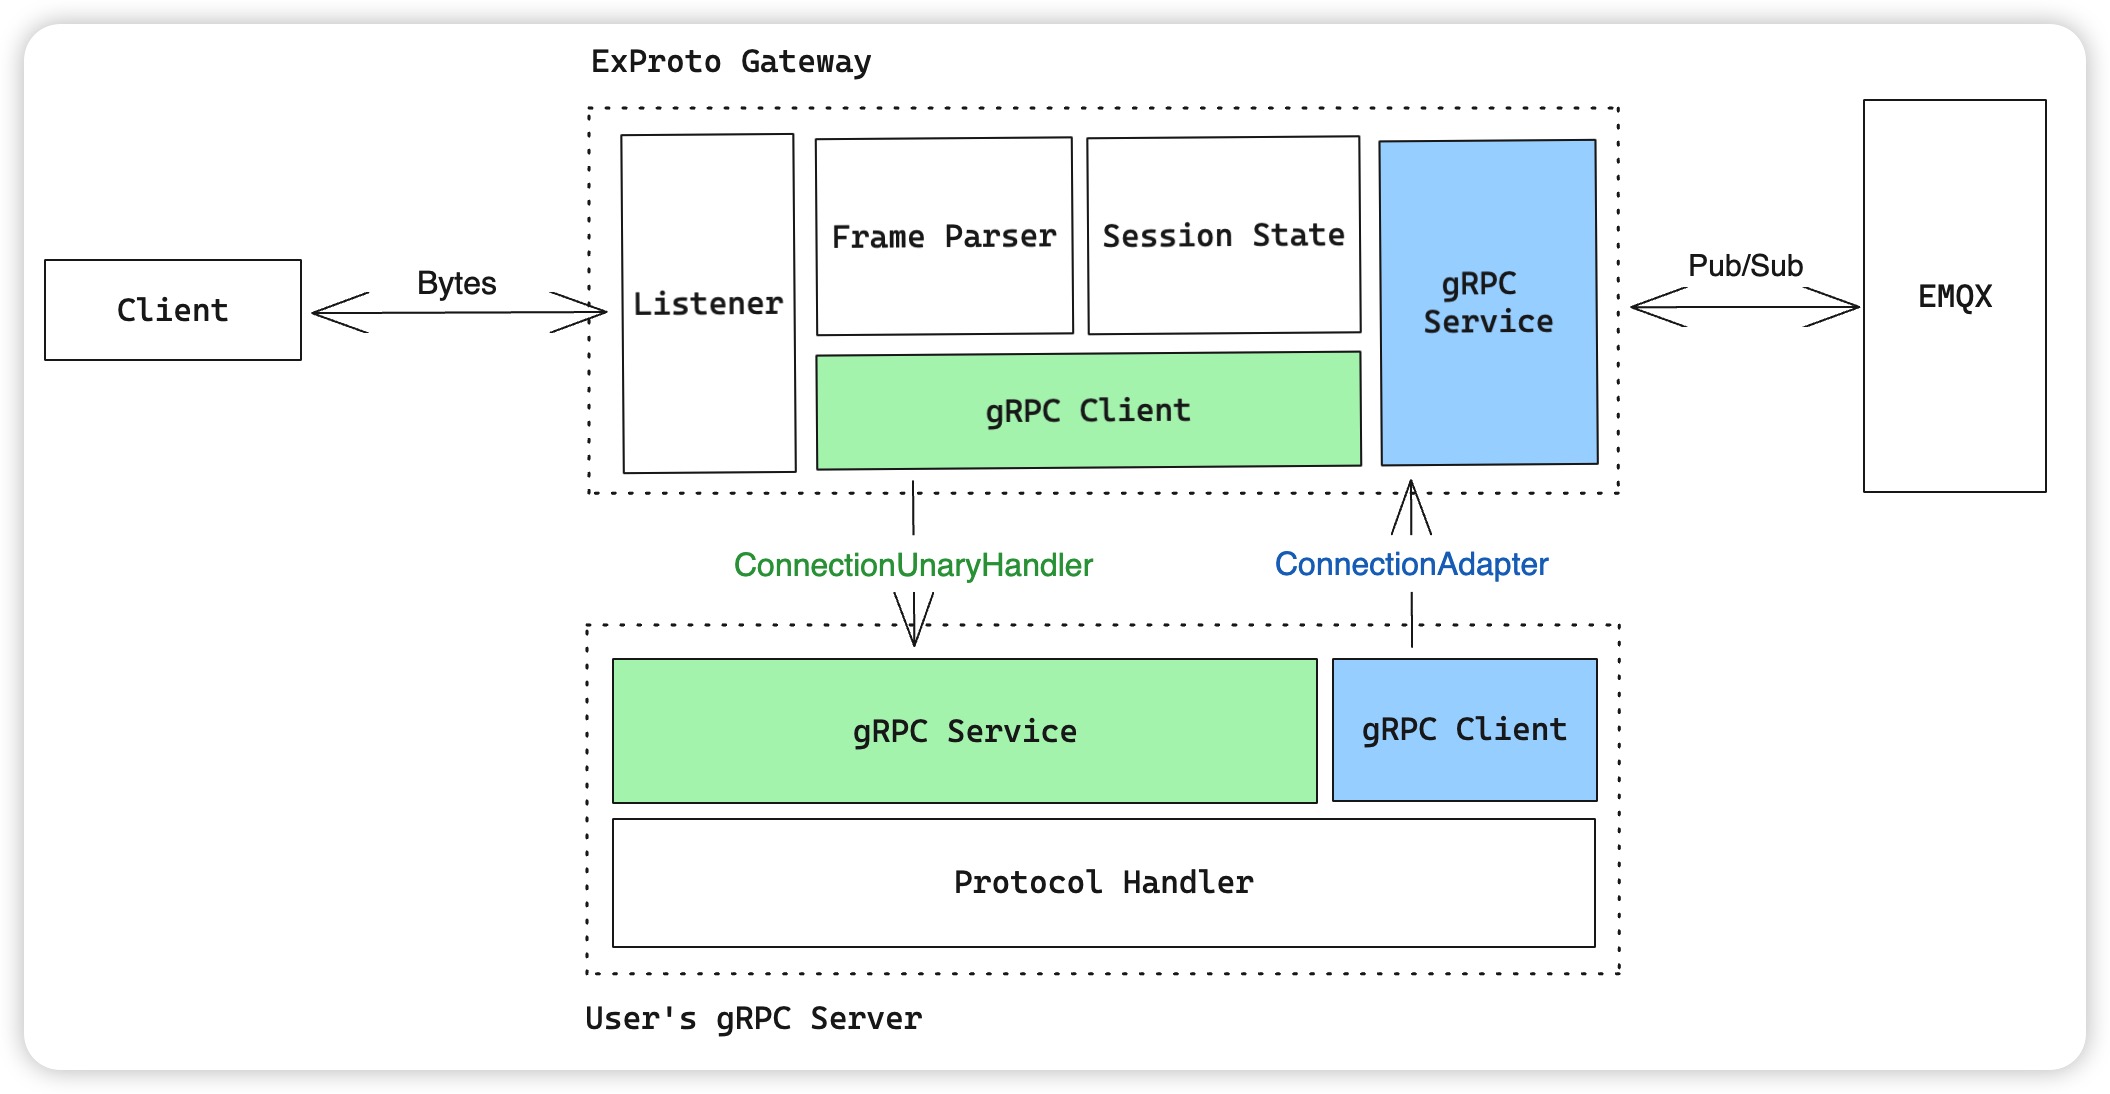 ExProto Gateway
Client
Bytes
Listener
Frame Parser
Session State
gRPC
Service
gRPC Client
Pub/Sub
EMQX
ConnectionUnaryHandler
ConnectionAdapter
gRPC Service
gRPC Client
Protocol Handler
User's gRPC Server